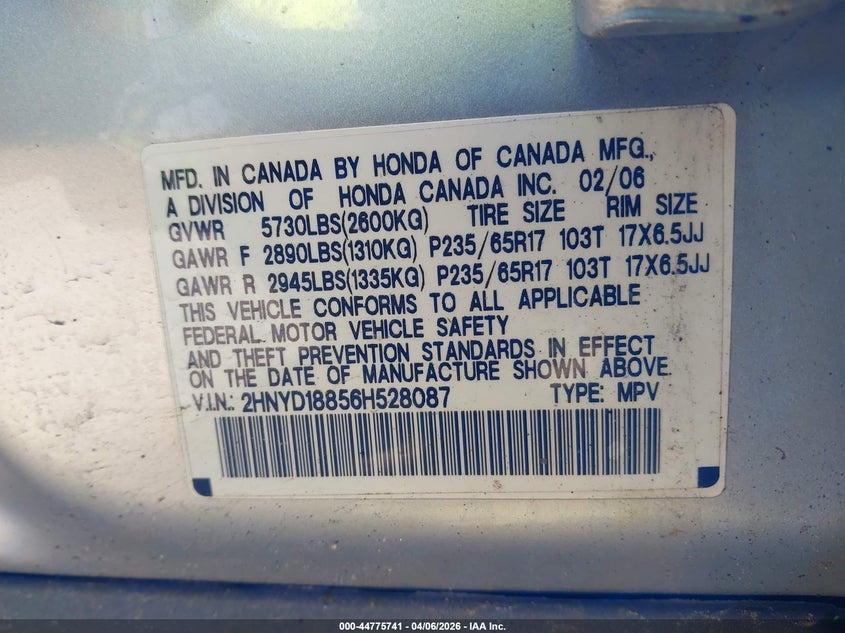 MFD. IN CANADA BY HONDA OF CANADA MFG.,
A DIVISION OF HONDA CANADA INC. 02/06
GVWR 5730LBS(2600KG) TIRE SIZE RIM SIZE
GAWR F 2890LBS(1310KG) P235/65R17 103T 17X6.5JJ
GAWR R 2945LBS(1335KG) P235/65R17 103T 17X6.5JJ
THIS VEHICLE CONFORMS TO ALL APPLICABLE
FEDERAL MOTOR VEHICLE SAFETY
AND THEFT PREVENTION STANDARDS IN EFFECT
ON THE DATE OF MANUFACTURE SHOWN ABOVE.
V.I.N.: 2HNYD18856H528087 TYPE: MPV
000-44775741 - 04/06/2026 - IAA Inc.